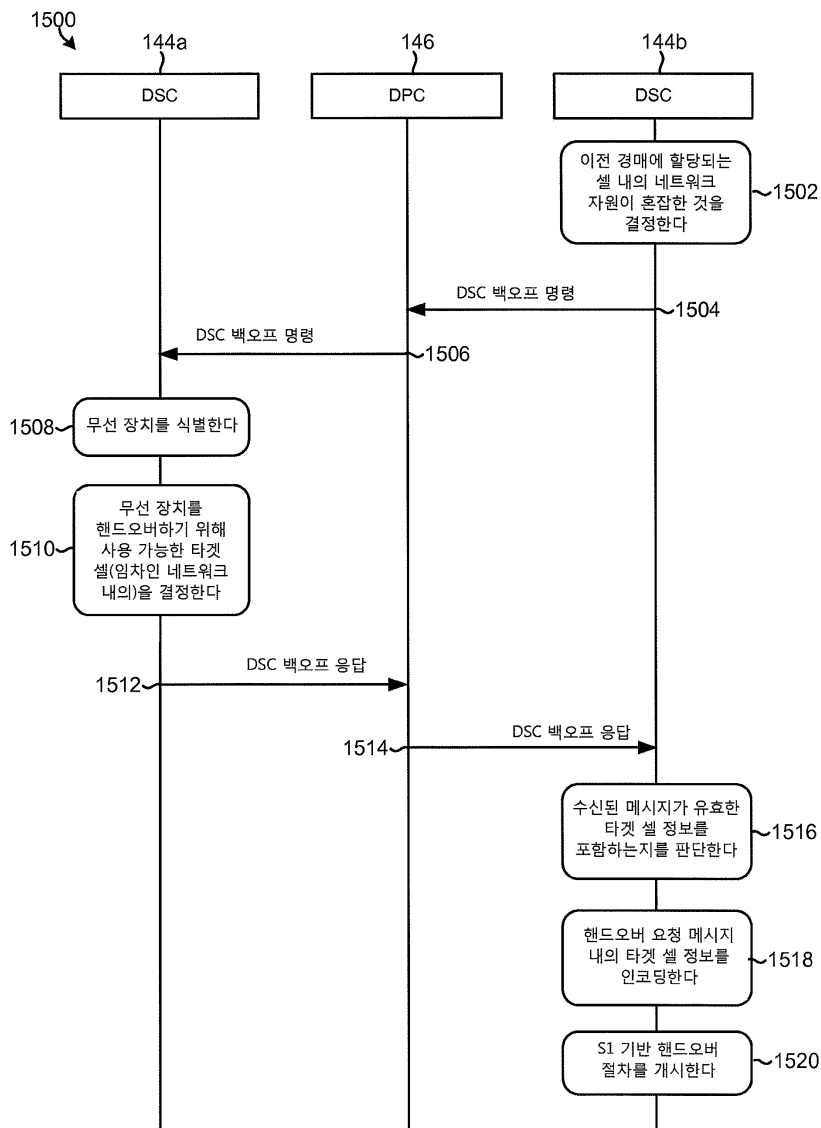 1500
144a
146
144b
DSC
DPC
DSC
이전 경매에 할당되는
셀 내의 네트워크
자원이 혼잡한 것을
결정한다
1502
DSC 백오프 명령
1504
DSC 백오프 명령
1506
1508
무선 장치를 식별한다
1510
무선 장치를
핸드오버하기 위해
사용 가능한 타겟
셀(임차인 네트워크
내의)을 결정한다
DSC 백오프 응답
1512
DSC 백오프 응답
1514
수신된 메시지가 유효한
타겟 셀 정보를
포함하는지를 판단한다
1516
핸드오버 요청 메시지
내의 타겟 셀 정보를
인코딩한다
1518
S1 기반 핸드오버
절차를 개시한다
1520